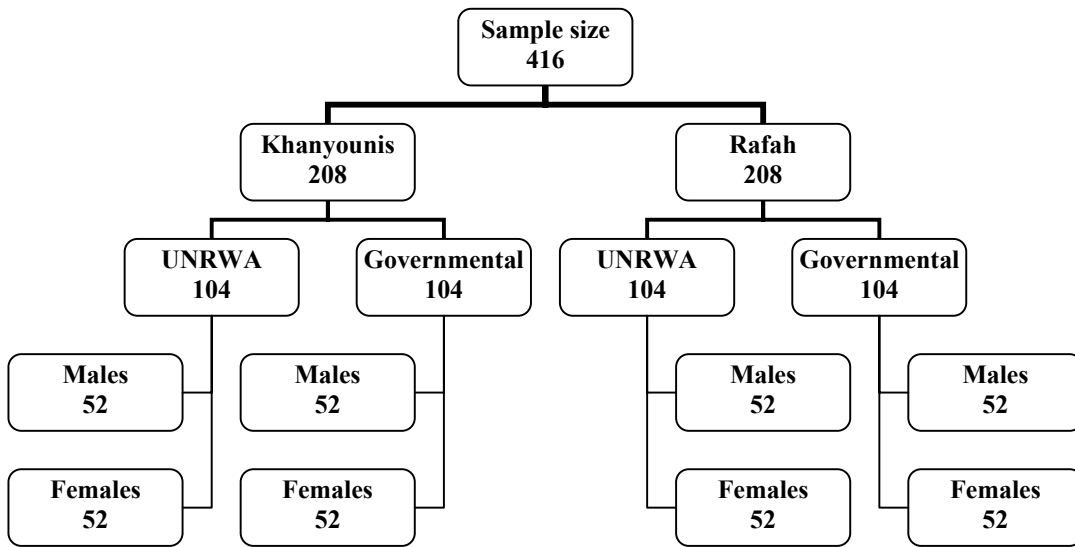 Sample size
416
Khanyounis
208
Rafah
208
UNRWA
104
Governmental
104
UNRWA
104
Governmental
104
Males
52
Males
52
Males
52
Males
52
Females
52
Females
52
Females
52
Females
52